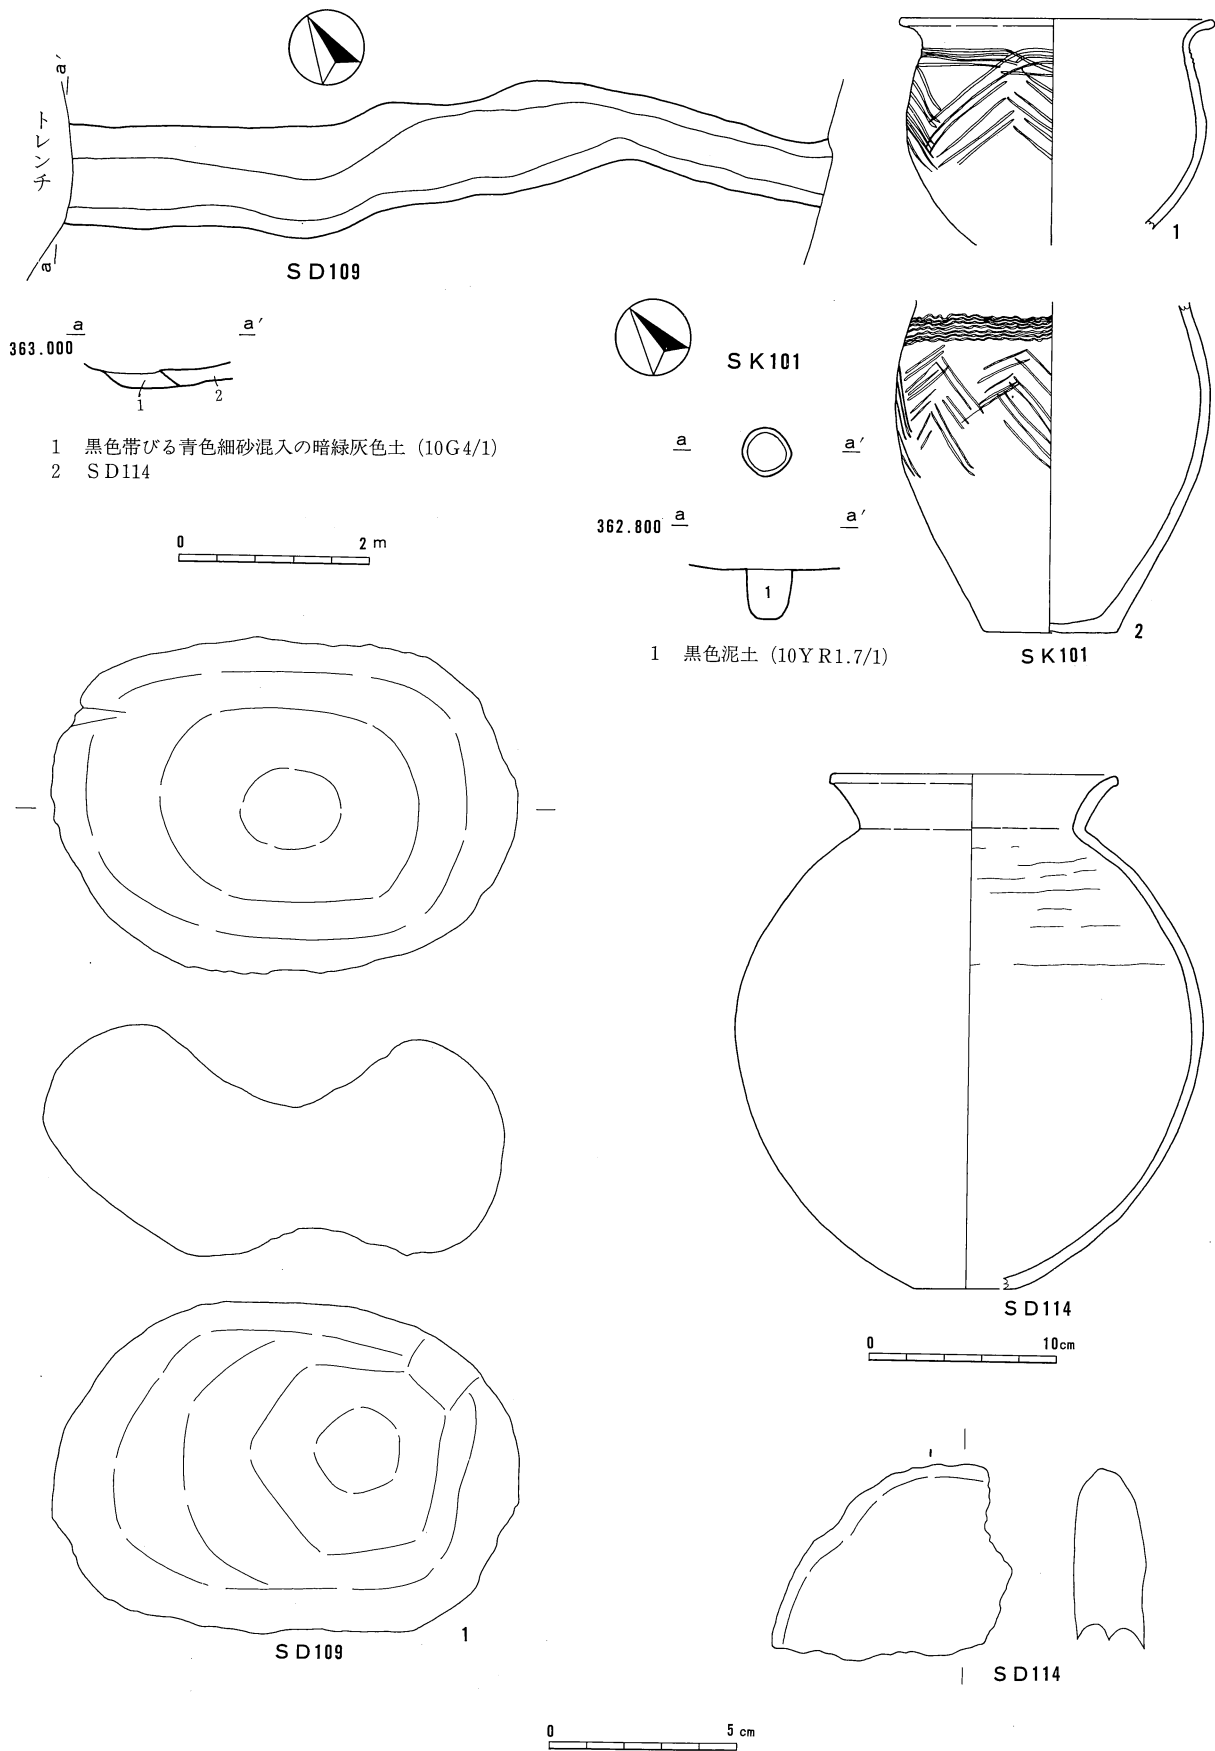 a'
トレンチ
a
SD109
a a'
363.000
1 2
1 黒色帯びる青色細砂混入の暗緑灰色土 (10G4/1)
2 SD114
0 2m
1
SK101
a a'
362.800 a a'
1
1 黒色泥土 (10YR1.7/1)
2
SK101
SD114
0 10cm
1
SD109
SD114
0 5cm